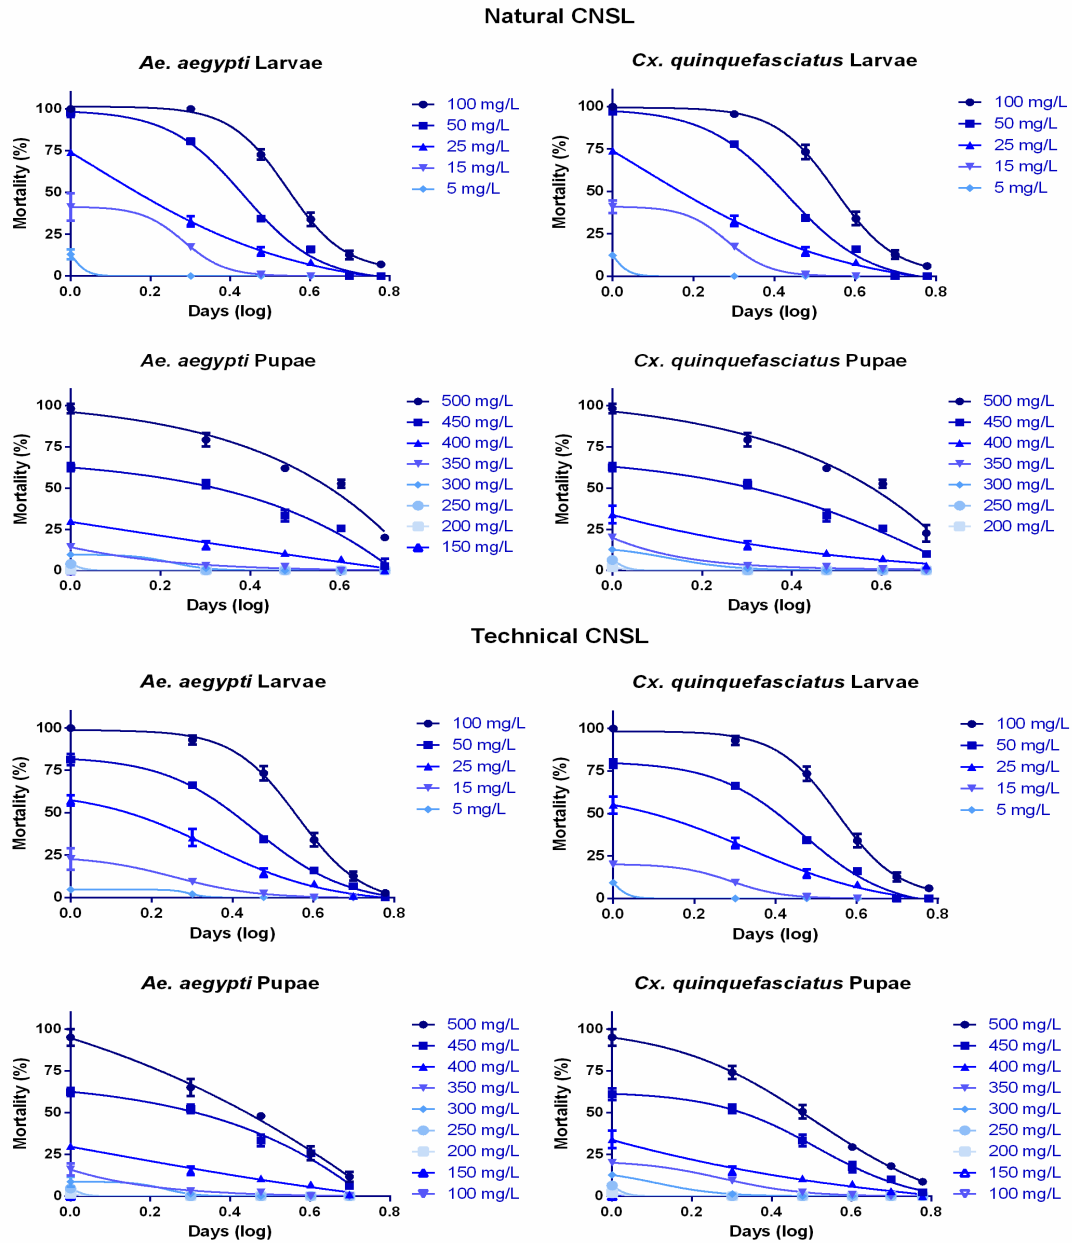 Natural CNSL
Ae. aegypti Larvae
Mortality (%)
100
75
50
25
0
0.0 0.2 0.4 0.6 0.8
Days (log)
100 mg/L
50 mg/L
25 mg/L
15 mg/L
5 mg/L
Cx. quinquefasciatus Larvae
Mortality (%)
100
75
50
25
0
0.0 0.2 0.4 0.6 0.8
Days (log)
100 mg/L
50 mg/L
25 mg/L
15 mg/L
5 mg/L
Ae. aegypti Pupae
Mortality (%)
100
75
50
25
0
0.0 0.2 0.4 0.6
Days (log)
500 mg/L
450 mg/L
400 mg/L
350 mg/L
300 mg/L
250 mg/L
200 mg/L
150 mg/L
Cx. quinquefasciatus Pupae
Mortality (%)
100
75
50
25
0
0.0 0.2 0.4 0.6
Days (log)
500 mg/L
450 mg/L
400 mg/L
350 mg/L
300 mg/L
250 mg/L
200 mg/L
Technical CNSL
Ae. aegypti Larvae
Mortality (%)
100
75
50
25
0
0.0 0.2 0.4 0.6 0.8
Days (log)
100 mg/L
50 mg/L
25 mg/L
15 mg/L
5 mg/L
Cx. quinquefasciatus Larvae
Mortality (%)
100
75
50
25
0
0.0 0.2 0.4 0.6 0.8
Days (log)
100 mg/L
50 mg/L
25 mg/L
15 mg/L
5 mg/L
Ae. aegypti Pupae
Mortality (%)
100
75
50
25
0
0.0 0.2 0.4 0.6 0.8
Days (log)
500 mg/L
450 mg/L
400 mg/L
350 mg/L
300 mg/L
250 mg/L
200 mg/L
150 mg/L
100 mg/L
Cx. quinquefasciatus Pupae
Mortality (%)
100
75
50
25
0
0.0 0.2 0.4 0.6 0.8
Days (log)
500 mg/L
450 mg/L
400 mg/L
350 mg/L
300 mg/L
250 mg/L
200 mg/L
150 mg/L
100 mg/L